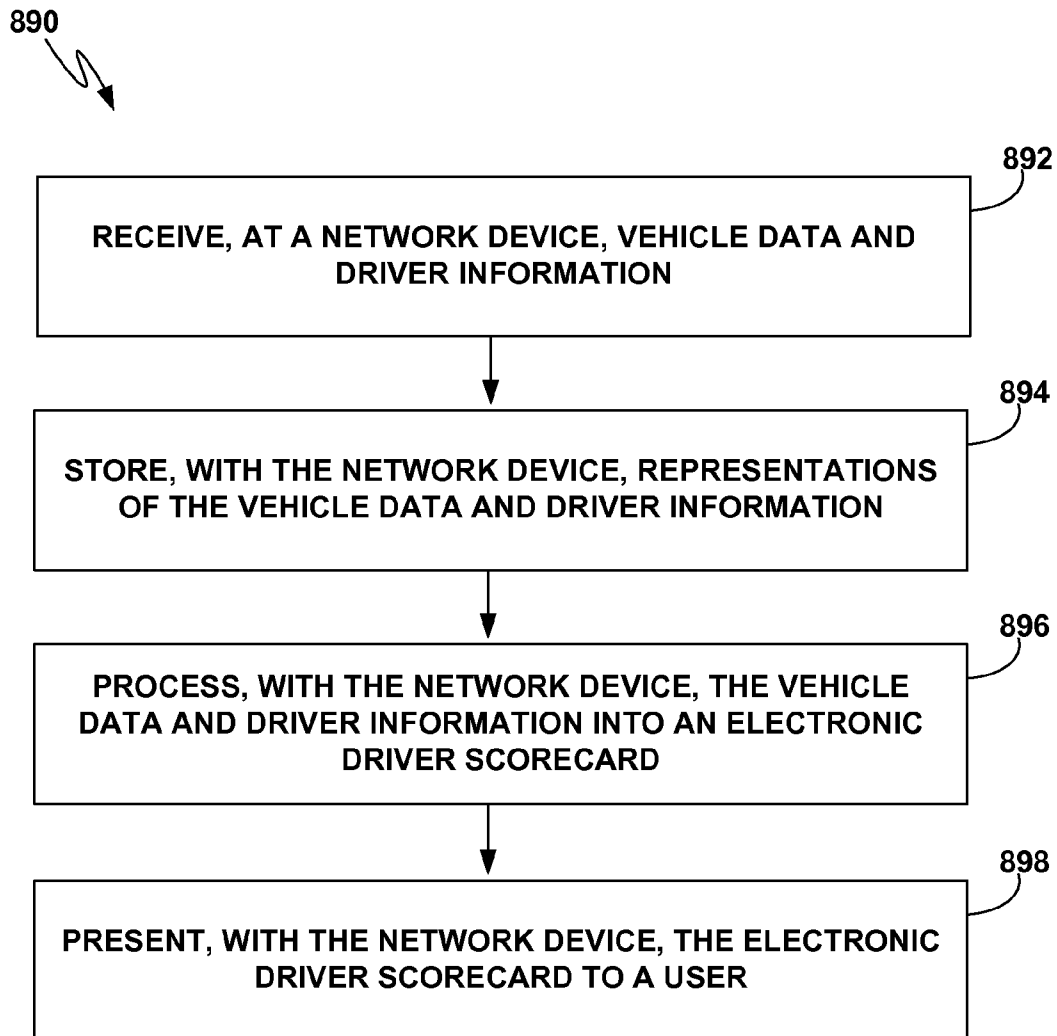 890
892
RECEIVE, AT A NETWORK DEVICE, VEHICLE DATA AND
DRIVER INFORMATION
894
STORE, WITH THE NETWORK DEVICE, REPRESENTATIONS
OF THE VEHICLE DATA AND DRIVER INFORMATION
896
PROCESS, WITH THE NETWORK DEVICE, THE VEHICLE
DATA AND DRIVER INFORMATION INTO AN ELECTRONIC
DRIVER SCORECARD
898
PRESENT, WITH THE NETWORK DEVICE, THE ELECTRONIC
DRIVER SCORECARD TO A USER